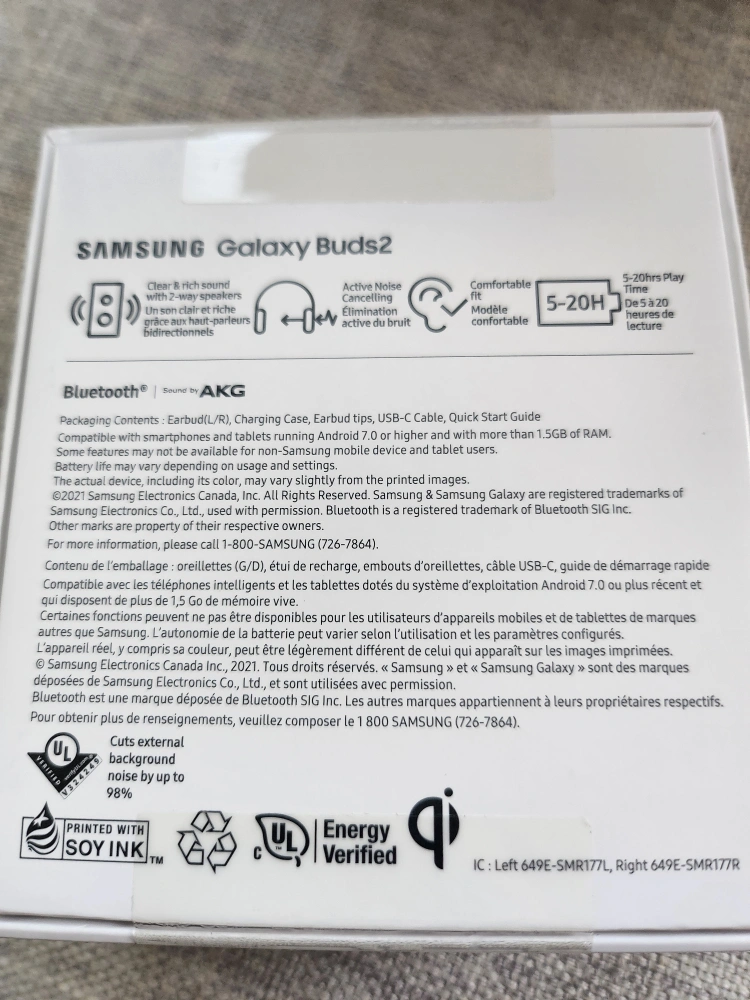 SAMSUNG Galaxy Buds2
Clear & rich sound
with 2-way speakers
Un son clair et riche
grâce aux haut-parleurs
bidirectionnels
Active Noise
Cancelling
Élimination
active du bruit
Comfortable
fit
Modèle
confortable
5-20H
5-20hrs Play
Time
De 5 à 20
heures de
lecture
Bluetooth® | Sound by AKG
Packaging Contents : Earbud(L/R), Charging Case, Earbud tips, USB-C Cable, Quick Start Guide
Compatible with smartphones and tablets running Android 7.0 or higher and with more than 1.5GB of RAM.
Some features may not be available for non-Samsung mobile device and tablet users.
Battery life may vary depending on usage and settings.
The actual device, including its color, may vary slightly from the printed images.
©2021 Samsung Electronics Canada, Inc. All Rights Reserved. Samsung & Samsung Galaxy are registered trademarks of
Samsung Electronics Co., Ltd., used with permission. Bluetooth is a registered trademark of Bluetooth SIG Inc.
Other marks are property of their respective owners.
For more information, please call 1-800-SAMSUNG (726-7864).
Contenu de l'emballage : oreillettes (G/D), étui de recharge, embouts d'oreillettes, câble USB-C, guide de démarrage rapide
Compatible avec les téléphones intelligents et les tablettes dotés du système d'exploitation Android 7.0 ou plus récent et
qui disposent de plus de 1,5 Go de mémoire vive.
Certaines fonctions peuvent ne pas être disponibles pour les utilisateurs d'appareils mobiles et de tablettes de marques
autres que Samsung. L'autonomie de la batterie peut varier selon l'utilisation et les paramètres configurés.
L'appareil réel, y compris sa couleur, peut être légèrement différent de celui qui apparaît sur les images imprimées.
© Samsung Electronics Canada Inc., 2021. Tous droits réservés. « Samsung » et « Samsung Galaxy » sont des marques
déposées de Samsung Electronics Co., Ltd., et sont utilisées avec permission.
Bluetooth est une marque déposée de Bluetooth SIG Inc. Les autres marques appartiennent à leurs propriétaires respectifs.
Pour obtenir plus de renseignements, veuillez composer le 1 800 SAMSUNG (726-7864).
UL
VERIFIED
V324249
Cuts external
background
noise by up to
98%
PRINTED WITH
SOY INK TM
c UL
Energy
Verified
qi
IC : Left 649E-SMR177L, Right 649E-SMR177R